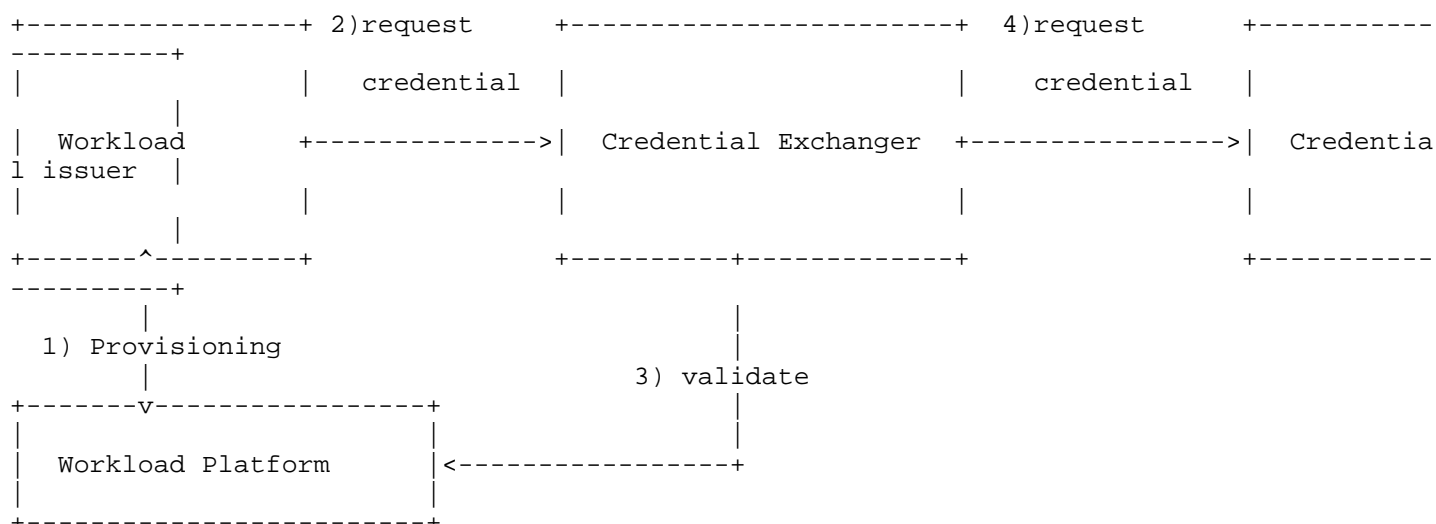 +-----------------+ 2)request     +-----------------------+  4)request      +-----------
----------+
|                 |   credential  |                       |    credential   |
          |
|  Workload       +-------------->|  Credential Exchanger  +---------------->|  Credentia
l issuer  |
|                 |               |                       |                 |
          |
+-------^---------+               +----------+-------------+                 +-----------
----------+
        |                                    |
  1) Provisioning                            |
        |                              3) validate
+-------v-----------------+                  |
|                         |                  |
|  Workload Platform      |<-----------------+
|                         |
+-------------------------+